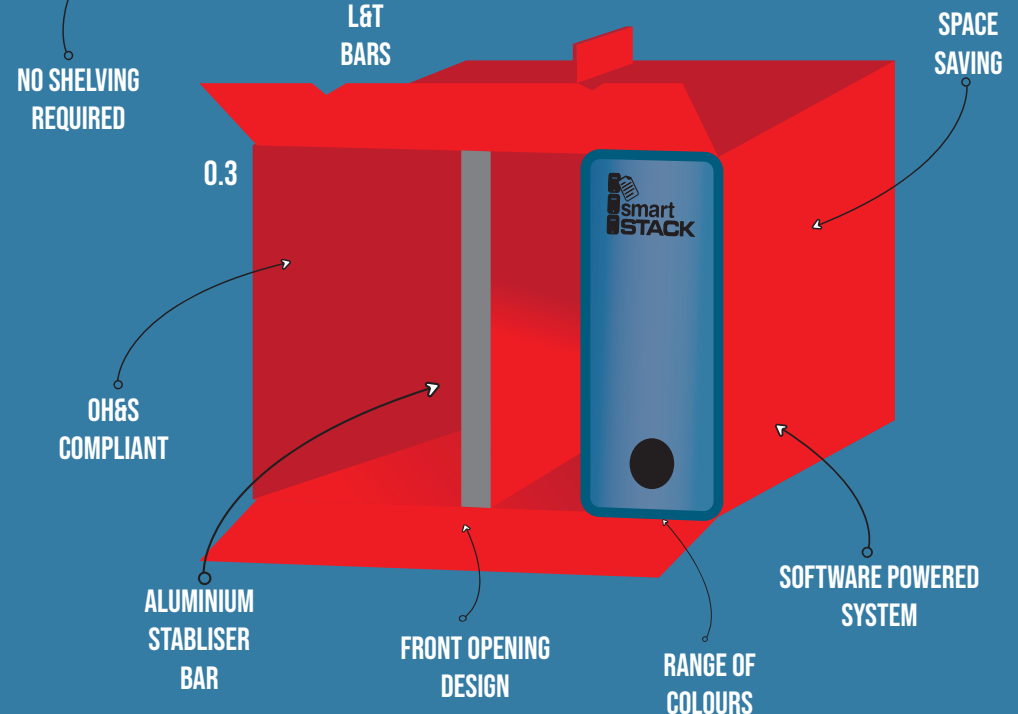 L&T
BARS
SPACE
SAVING
NO SHELVING
REQUIRED
0.3
smart
STACK
OH&S
COMPLIANT
SOFTWARE POWERED
SYSTEM
ALUMINIUM
STABLISER
BAR
FRONT OPENING
DESIGN
RANGE OF
COLOURS